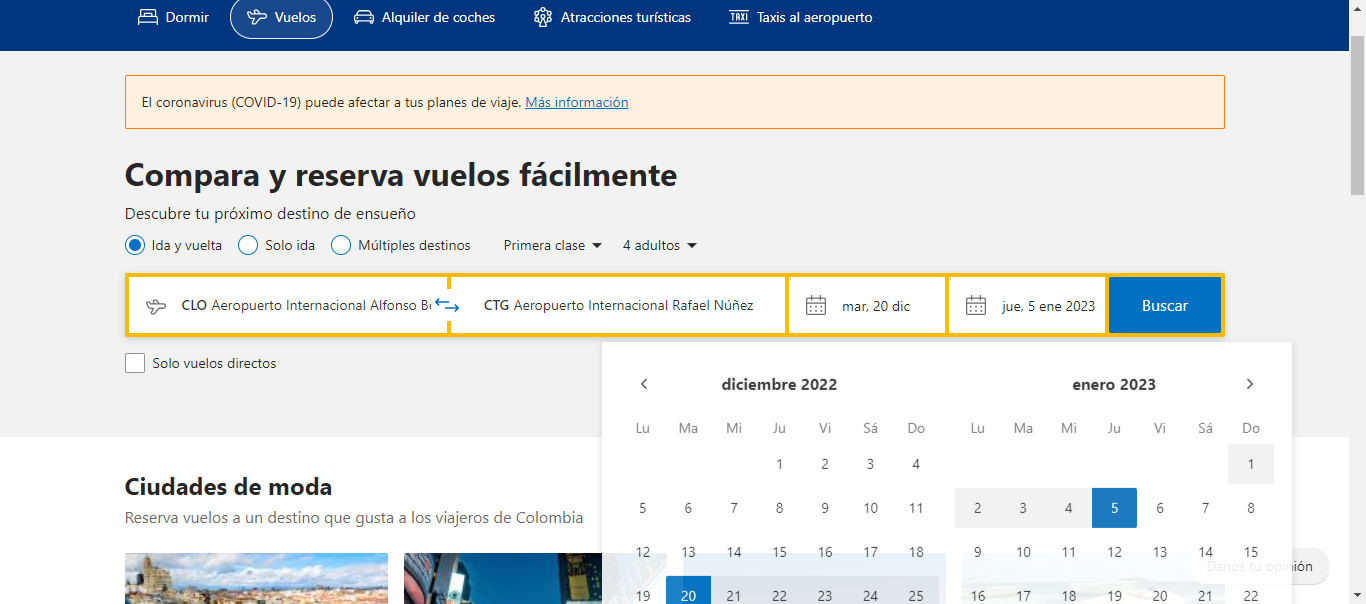 Dormir
Vuelos
Alquiler de coches
Atracciones turísticas
TAXI Taxis al aeropuerto
El coronavirus (COVID-19) puede afectar a tus planes de viaje. Más información
Compara y reserva vuelos fácilmente
Descubre tu próximo destino de ensueño
Ida y vuelta Solo ida Múltiples destinos Primera clase 4 adultos
CLO Aeropuerto Internacional Alfonso CTG Aeropuerto Internacional Rafael Núñez mar, 20 dic jue, 5 ene 2023 Buscar
Solo vuelos directos
diciembre 2022 enero 2023
Lu Ma Mi Ju Vi Sá Do Lu Ma Mi Ju Vi Sá Do
1 2 3 4 1
5 6 7 8 9 10 11 2 3 4 5 6 7 8
12 13 14 15 16 17 18 9 10 11 12 13 14 15
19 20 21 22 23 24 25 16 17 18 19 20 21 22
Ciudades de moda
Reserva vuelos a un destino que gusta a los viajeros de Colombia
Danos tu opinión